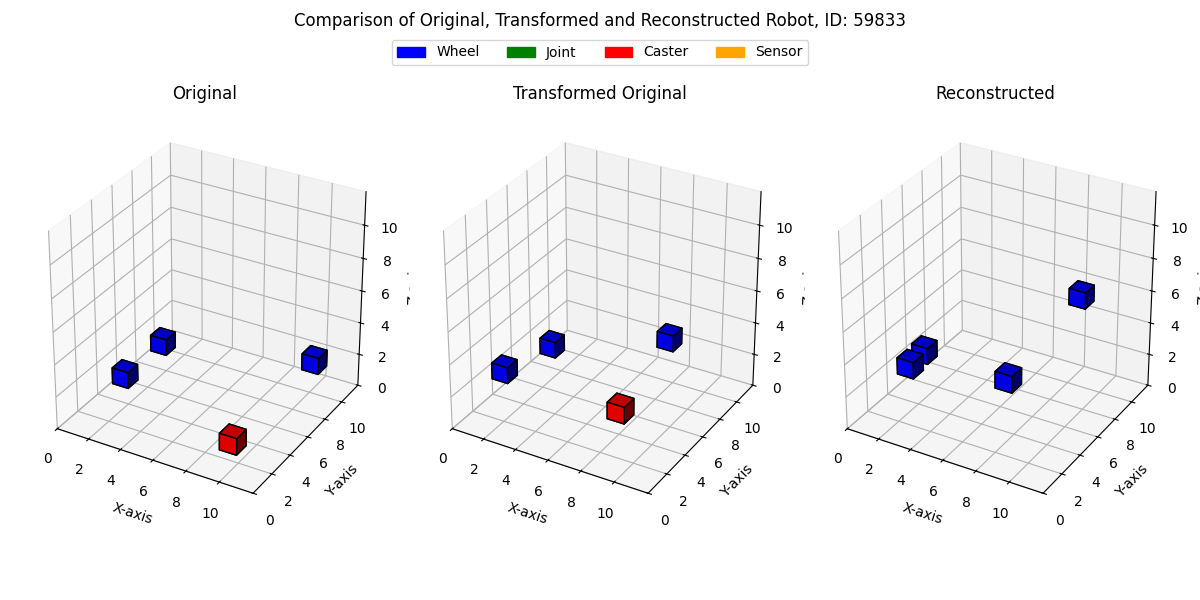 Comparison of Original, Transformed and Reconstructed Robot, ID: 59833
Wheel Joint Caster Sensor
Original Transformed Original Reconstructed
10 10 10
8 8 8
6 6 6
4 4 4
2 2 2
0 0 0
10 10 10
8 8 8
6 6 6
4 4 4
2 2 2
0 0 0
0 2 4 6 8 10 0 2 4 6 8 10 0 2 4 6 8 10
X-axis Y-axis X-axis Y-axis X-axis Y-axis